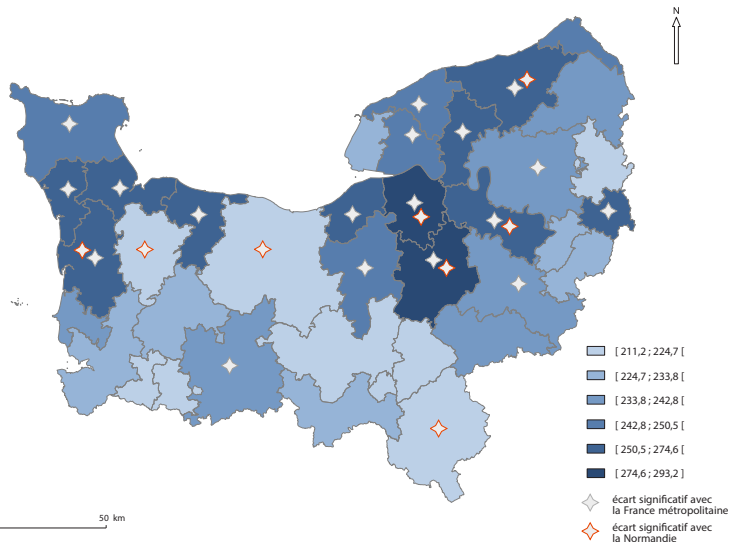 N
[ 211,2 ; 224,7 [
[ 224,7 ; 233,8 [
[ 233,8 ; 242,8 [
[ 242,8 ; 250,5 [
[ 250,5 ; 274,6 [
[ 274,6 ; 293,2 ]
écart significatif avec
la France métropolitaine
écart significatif avec
la Normandie
50 km